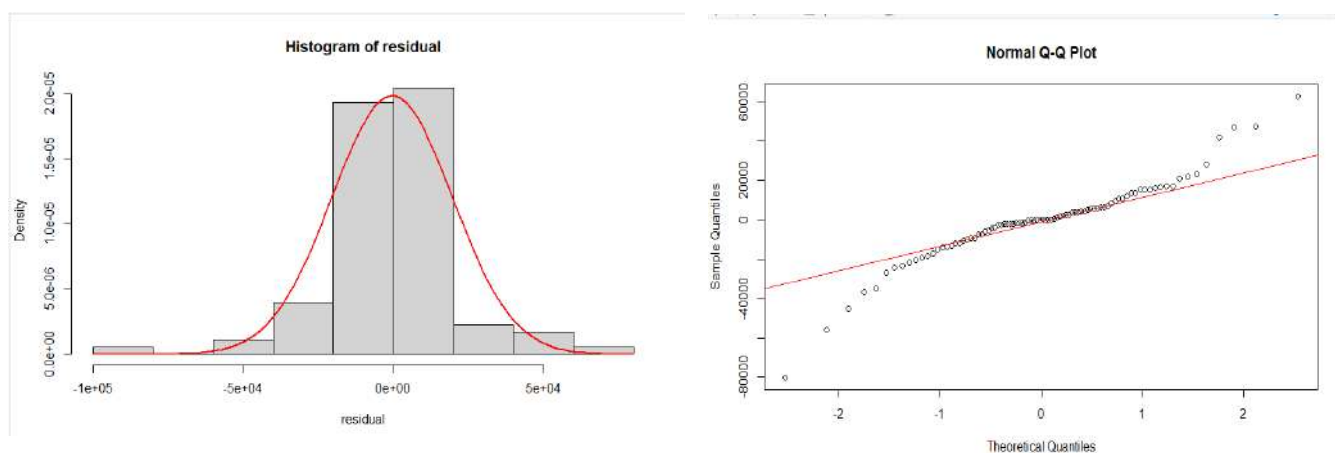 Histogram of residual
Density
2.0e-05
1.5e-05
1.0e-05
5.0e-06
0.0e+00
-1e+05
-5e+04
0e+00
5e+04
residual
Normal Q-Q Plot
Sample Quantiles
60000
20000
0
-40000
-80000
-2
-1
0
1
2
Theoretical Quantiles